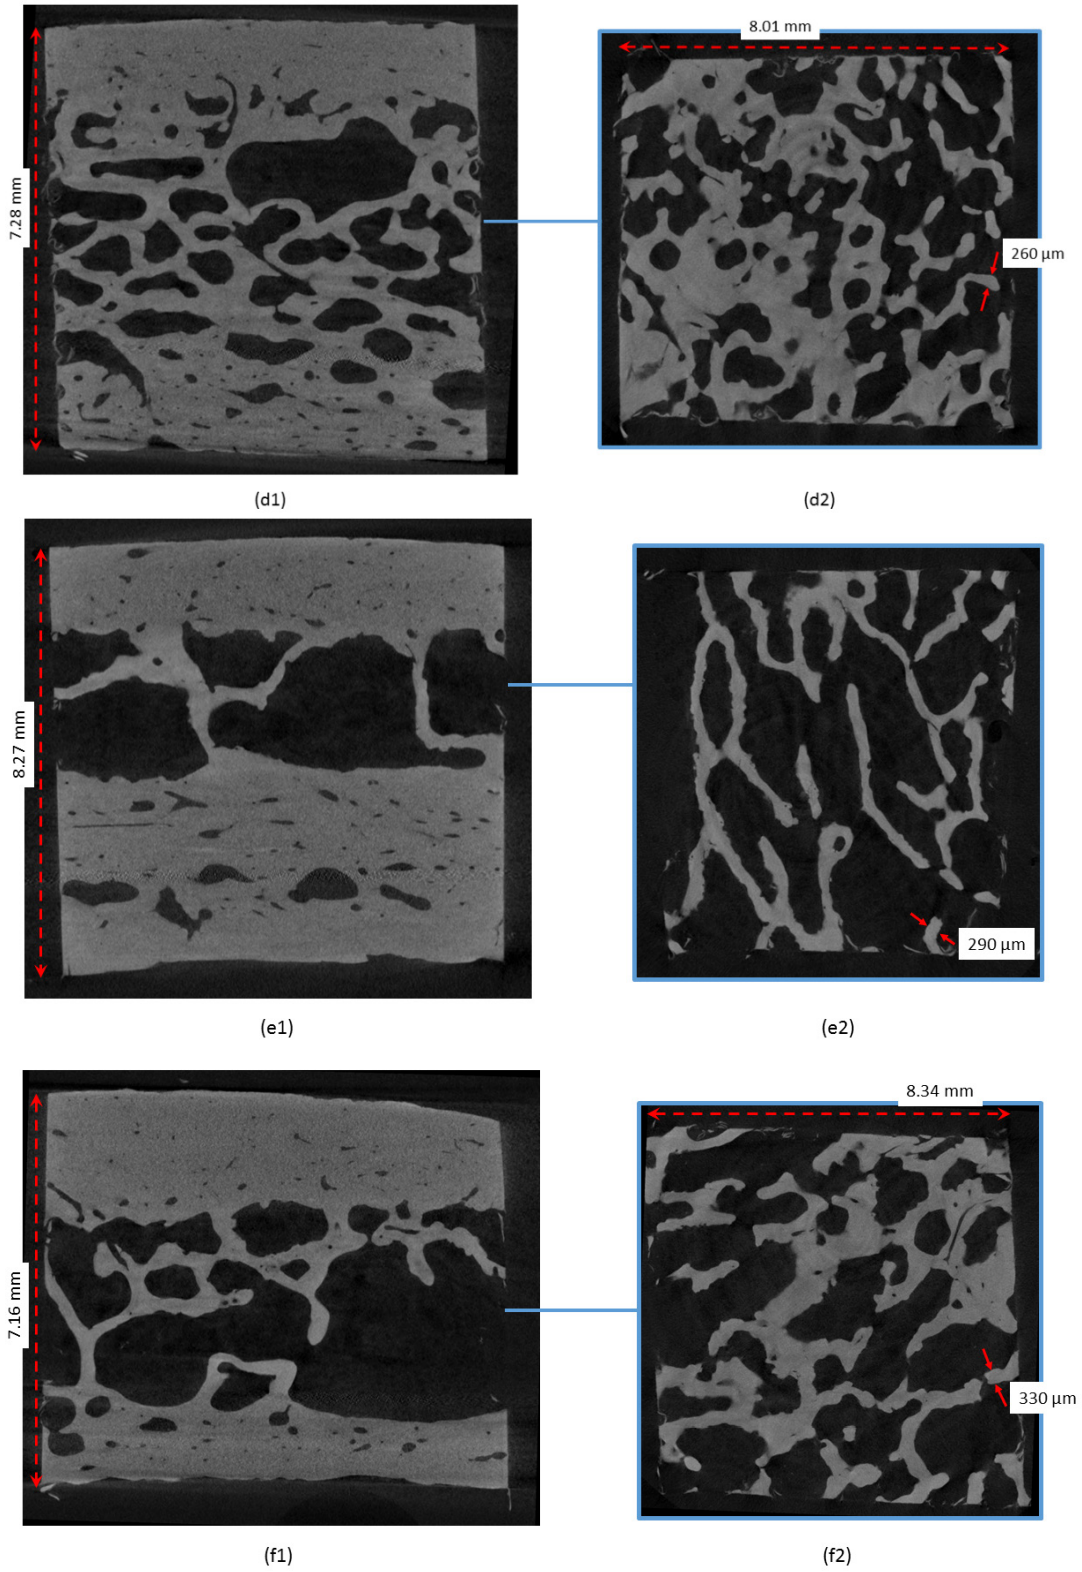 8.01 mm
7.28 mm
260 µm
(d1)
(d2)
8.27 mm
290 µm
(e1)
(e2)
8.34 mm
7.16 mm
330 µm
(f1)
(f2)